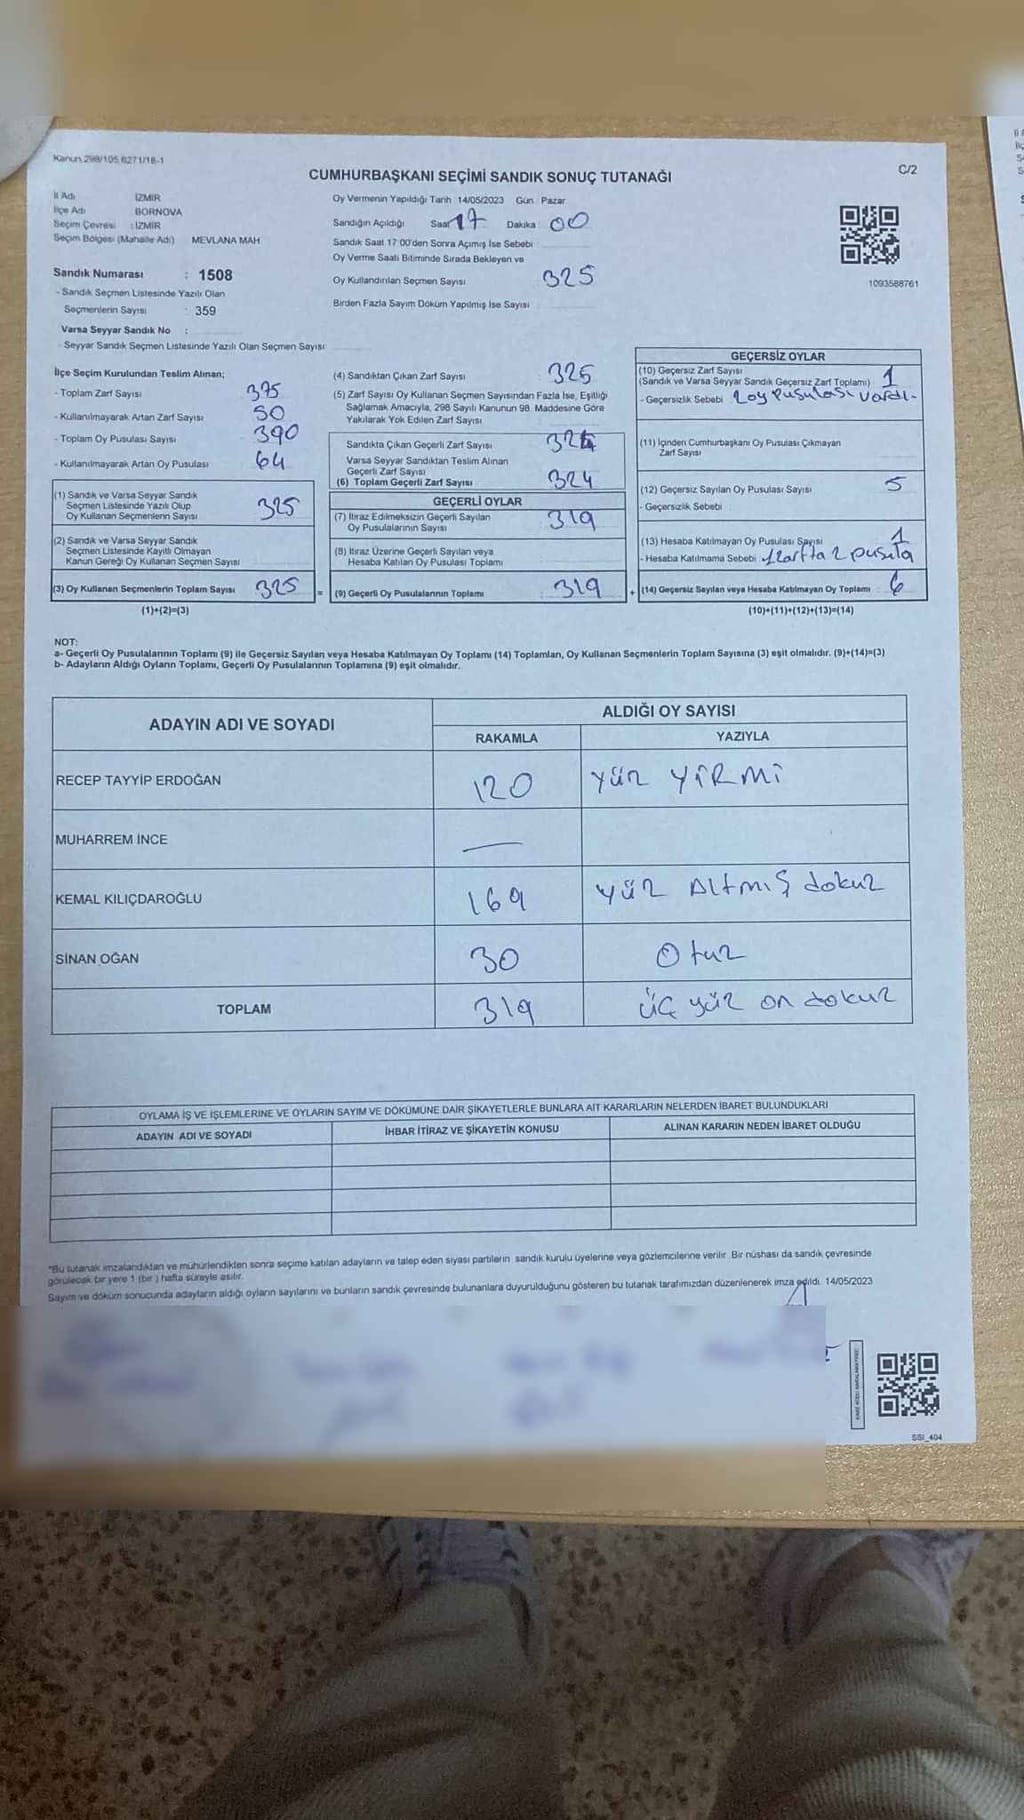 Kanun 298/105,6271/18-1
C/2
CUMHURBAŞKANI SEÇİMİ SANDIK SONUÇ TUTANAĞI
İl Adı İZMİR
İlçe Adı BORNOVA
Seçim Çevresi : İZMİR
Seçim Bölgesi (Mahalle Adı) MEVLANA MAH
Sandık Numarası : 1508
- Sandık Seçmen Listesinde Yazılı Olan
Seçmenlerin Sayısı : 359
Varsa Seyyar Sandık No :
- Seyyar Sandık Seçmen Listesinde Yazılı Olan Seçmen Sayısı
Oy Vermenin Yapıldığı Tarih 14/05/2023 Gün Pazar
Sandığın Açıldığı Saat 17 Dakika 00
Sandık Saat 17 00'den Sonra Açımış İse Sebebi
Oy Verme Saati Bitiminde Sırada Bekleyen ve
Oy Kullandırılan Seçmen Sayısı 325
Birden Fazla Sayım Döküm Yapılmış İse Sayısı
1093588761
İlçe Seçim Kurulundan Teslim Alınan;
- Toplam Zarf Sayısı 375
- Kullanılmayarak Artan Zarf Sayısı 50
- Toplam Oy Pusulası Sayısı 390
- Kullanılmayarak Artan Oy Pusulası 64
(1) Sandık ve Varsa Seyyar Sandık
Seçmen Listesinde Yazılı Olup
Oy Kullanan Seçmenlerin Sayısı 325
(2) Sandık ve Varsa Seyyar Sandık
Seçmen Listesinde Kayıtlı Olmayan
Kanun Gereği Oy Kullanan Seçmen Sayısı
(3) Oy Kullanan Seçmenlerin Toplam Sayısı 325 =
(1)+(2)=(3)
(4) Sandıktan Çıkan Zarf Sayısı 325
(5) Zarf Sayısı Oy Kullanan Seçmen Sayısından Fazla İse, Eşitliği
Sağlamak Amacıyla, 298 Sayılı Kanunun 98. Maddesine Göre
Yakılarak Yok Edilen Zarf Sayısı
Sandıkta Çıkan Geçerli Zarf Sayısı 324
Varsa Seyyar Sandıktan Teslim Alınan
Geçerli Zarf Sayısı
(6) Toplam Geçerli Zarf Sayısı 324
GEÇERLİ OYLAR
(7) İtiraz Edilmeksizin Geçerli Sayılan
Oy Pusulalarının Sayısı 319
(8) İtiraz Üzerine Geçerli Sayılan veya
Hesaba Katılan Oy Pusulası Toplamı
(9) Geçerli Oy Pusulalarının Toplamı 319 +
GEÇERSİZ OYLAR
(10) Geçersiz Zarf Sayısı
(Sandık ve Varsa Seyyar Sandık Geçersiz Zarf Toplamı) 1
- Geçersizlik Sebebi 2 oy pusulası vardı-
(11) İçinden Cumhurbaşkanı Oy Pusulası Çıkmayan
Zarf Sayısı
(12) Geçersiz Sayılan Oy Pusulası Sayısı 5
- Geçersizlik Sebebi
(13) Hesaba Katılmayan Oy Pusulası Sayısı 1
- Hesaba Katılmama Sebebi 1 zarfta 2 pusula
(14) Geçersiz Sayılan veya Hesaba Katılmayan Oy Toplamı 6
(10)+(11)+(12)+(13)=(14)
NOT:
a- Geçerli Oy Pusulalarının Toplamı (9) ile Geçersiz Sayılan veya Hesaba Katılmayan Oy Toplamı (14) Toplamları, Oy Kullanan Seçmenlerin Toplam Sayısına (3) eşit olmalıdır. (9)+(14)=(3)
b- Adayların Aldığı Oyların Toplamı, Geçerli Oy Pusulalarının Toplamına (9) eşit olmalıdır.
ADAYIN ADI VE SOYADI
ALDIĞI OY SAYISI
RAKAMLA YAZIYLA
RECEP TAYYİP ERDOĞAN 120 yüz yirmi
MUHARREM İNCE —
KEMAL KILIÇDAROĞLU 169 yüz Altmış dokuz
SİNAN OĞAN 30 Otuz
TOPLAM 319 üç yüz on dokuz
OYLAMA İŞ VE İŞLEMLERİNE VE OYLARIN SAYIM VE DÖKÜMÜNE DAİR ŞİKAYETLERLE BUNLARA AİT KARARLARIN NELERDEN İBARET BULUNDUKLARI
ADAYIN ADI VE SOYADI İHBAR İTİRAZ VE ŞİKAYETİN KONUSU ALINAN KARARIN NEDEN İBARET OLDUĞU
"Bu tutanak imzalandıktan ve mühürlendikten sonra seçime katılan adayların ve talep eden siyasi partilerin sandık kurulu üyelerine veya gözlemcilerine verilir. Bir nüshası da sandık çevresinde
görülecek bir yere 1 (bir ) hafta süreyle asılır.
Sayım ve döküm sonucunda adayların aldığı oyların sayılarını ve bunların sandık çevresinde bulunanlara duyurulduğunu gösteren bu tutanak tarafımızdan düzenlenerek imza edildi. 14/05/2023
SSI_404